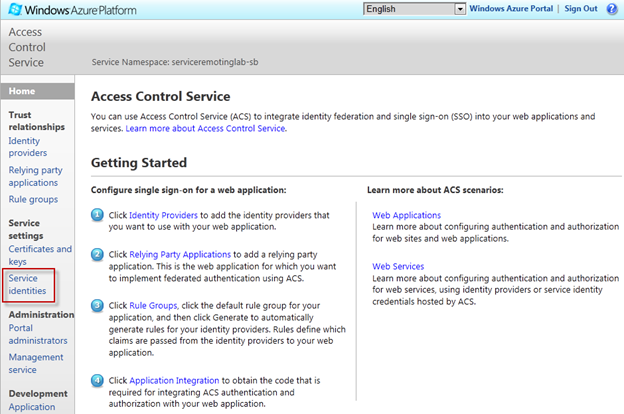 Windows Azure Platform
English
Windows Azure Portal | Sign Out
?
Access
Control
Service
Service Namespace: serviceremotinglab-sb
Home
Trust
relationships
Identity
providers
Relying party
applications
Rule groups
Service
settings
Certificates and
keys
Service
identities
Administration
Portal
administrators
Management
service
Development
Application
Access Control Service
You can use Access Control Service (ACS) to integrate identity federation and single sign-on (SSO) into your web applications and
services. Learn more about Access Control Service.
Getting Started
Configure single sign-on for a web application:
1 Click Identity Providers to add the identity providers that
you want to use with your web application.
2 Click Relying Party Applications to add a relying party
application. This is the web application for which you want
to implement federated authentication using ACS.
3 Click Rule Groups, click the default rule group for your
application, and then click Generate to automatically
generate rules for your identity providers. Rules define which
claims are passed from the identity providers to your web
application.
4 Click Application Integration to obtain the code that is
required for integrating ACS authentication and
authorization with your web application.
Learn more about ACS scenarios:
Web Applications
Learn more about configuring authentication and authorization
for web sites and web applications.
Web Services
Learn more about configuring authentication and authorization
for web services, using identity providers or service identity
credentials hosted by ACS.